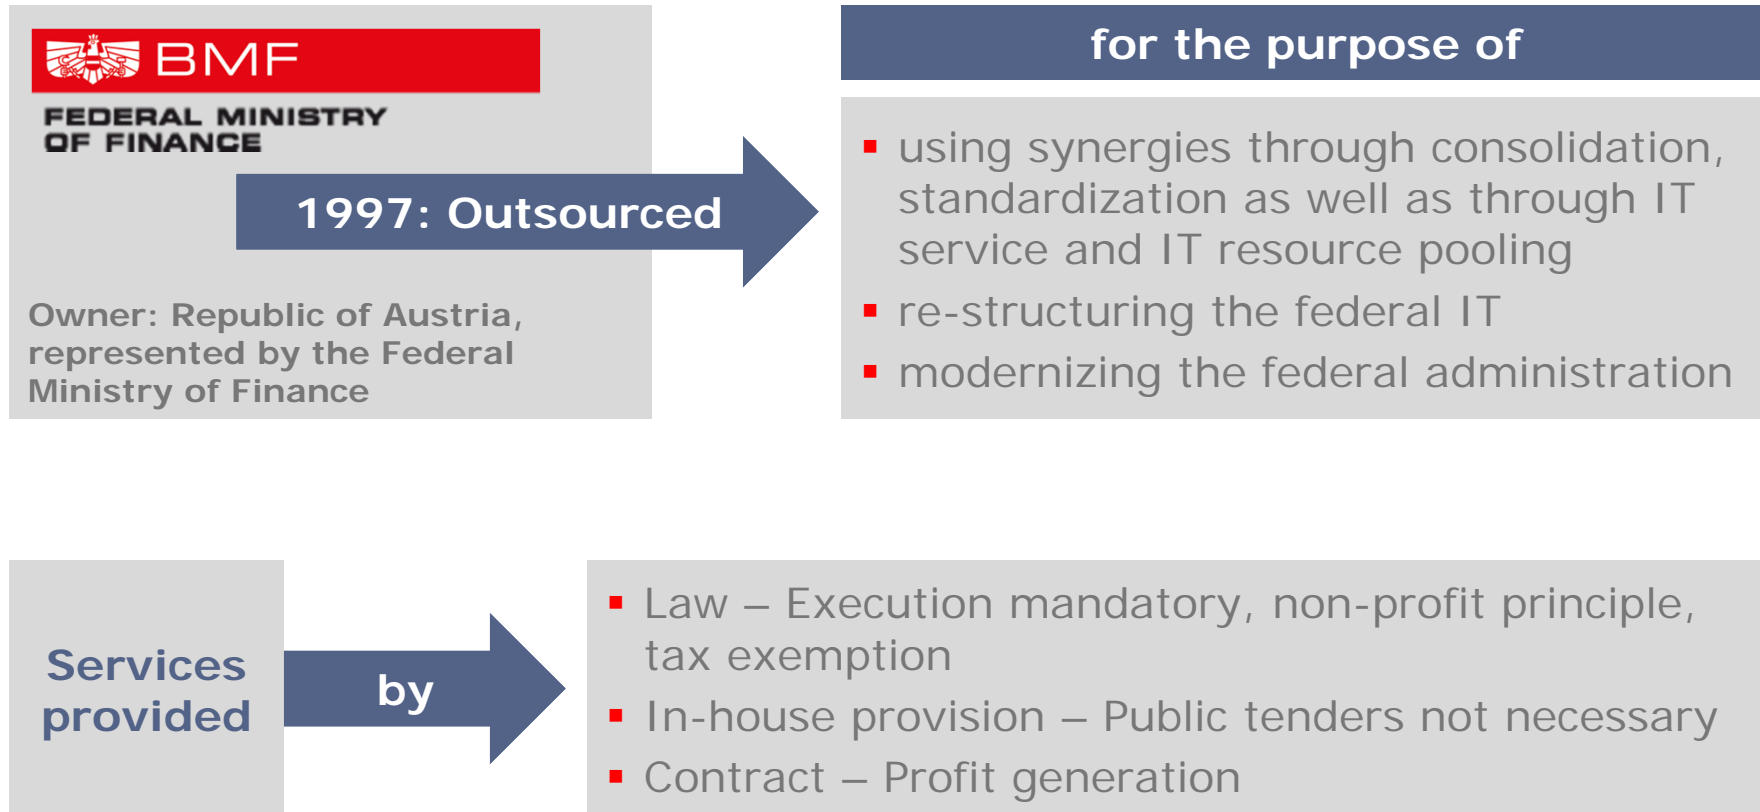 BMF
FEDERAL MINISTRY
OF FINANCE
1997: Outsourced
Owner: Republic of Austria,
represented by the Federal
Ministry of Finance
for the purpose of
▪ using synergies through consolidation,
standardization as well as through IT
service and IT resource pooling
▪ re-structuring the federal IT
▪ modernizing the federal administration
Services
provided
by
▪ Law – Execution mandatory, non-profit principle,
tax exemption
▪ In-house provision – Public tenders not necessary
▪ Contract – Profit generation